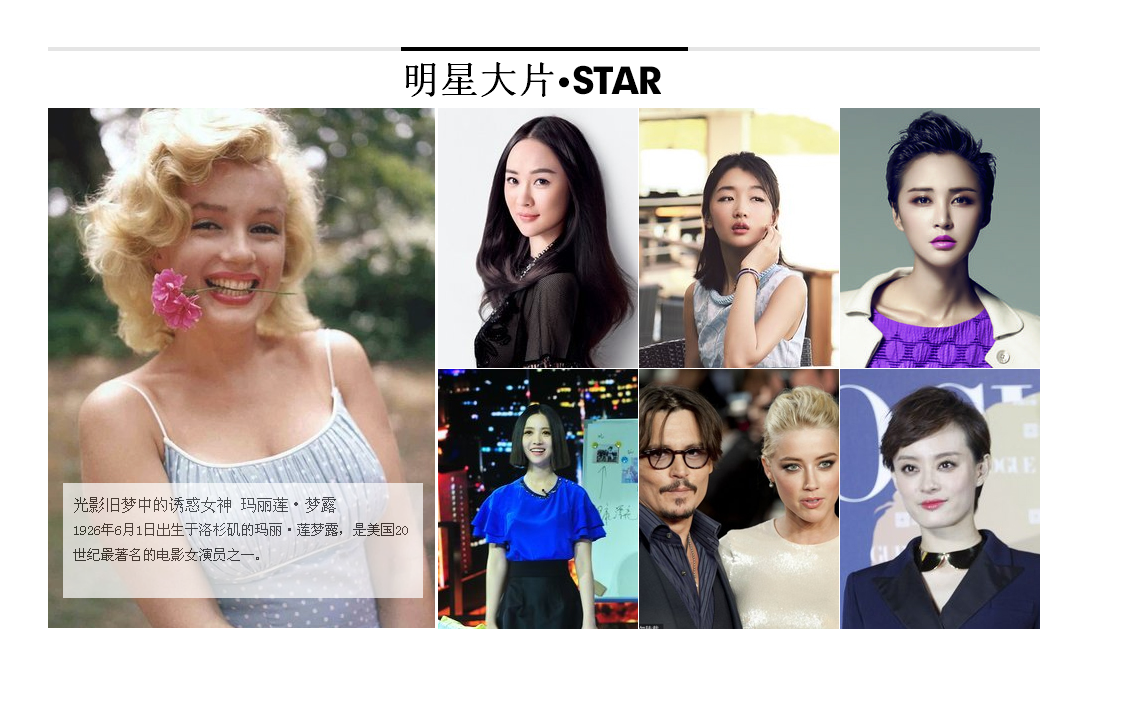 明星大片•STAR
光影旧梦中的诱惑女神 玛丽莲·梦露
1926年6月1日出生于洛杉矶的玛丽·莲梦露，是美国20
世纪最著名的电影女演员之一。
OGUE